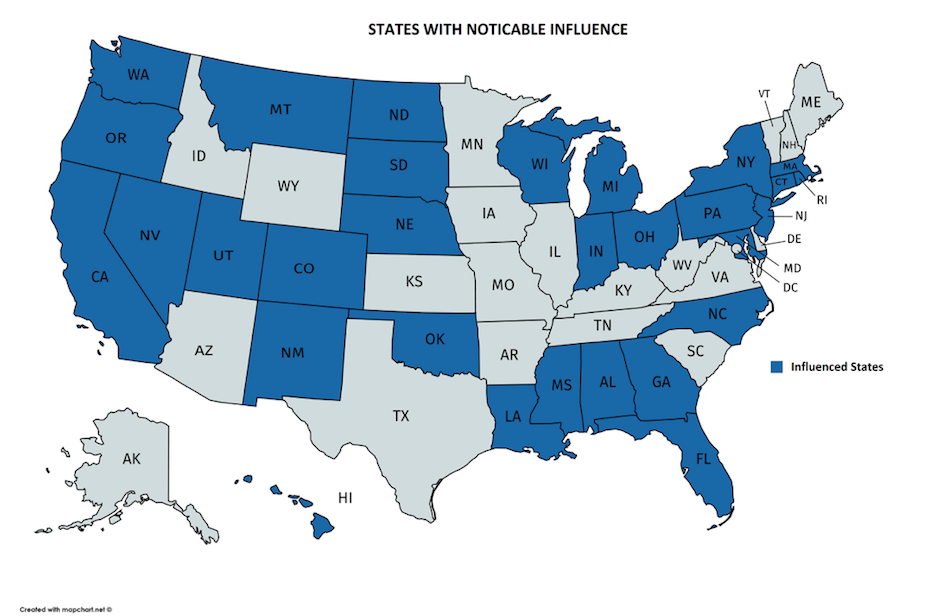 STATES WITH NOTICABLE INFLUENCE
WA
MT
ND
MN
VT
ME
OR
ID
SD
WI
MI
NY
NH
MA
CT
RI
WY
NE
IA
PA
NJ
NV
UT
CO
IL
IN
OH
DE
CA
KS
MO
WV
VA
MD
KY
DC
NC
AZ
NM
OK
AR
TN
SC
Influenced States
TX
LA
MS
AL
GA
AK
FL
HI
Created with mapchart.net ©